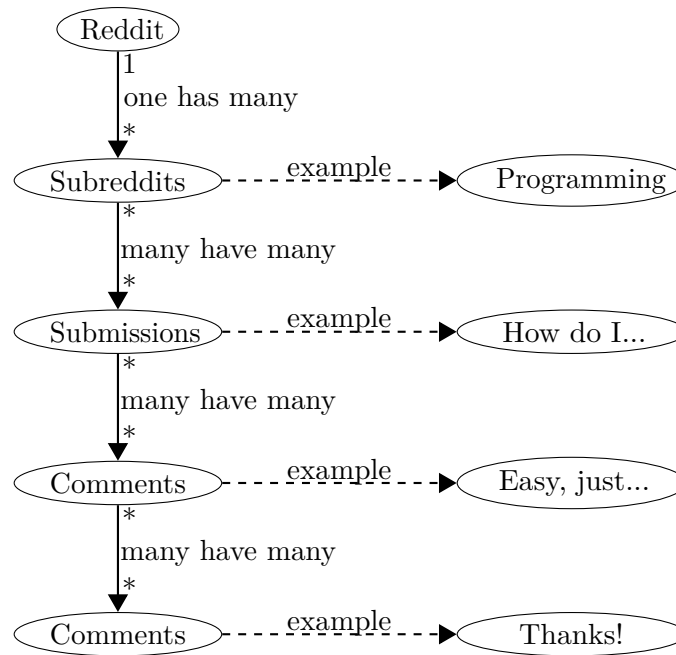 Reddit
1
one has many
*
Subreddits
example
Programming
*
many have many
*
Submissions
example
How do I...
*
many have many
*
Comments
example
Easy, just...
*
many have many
*
Comments
example
Thanks!